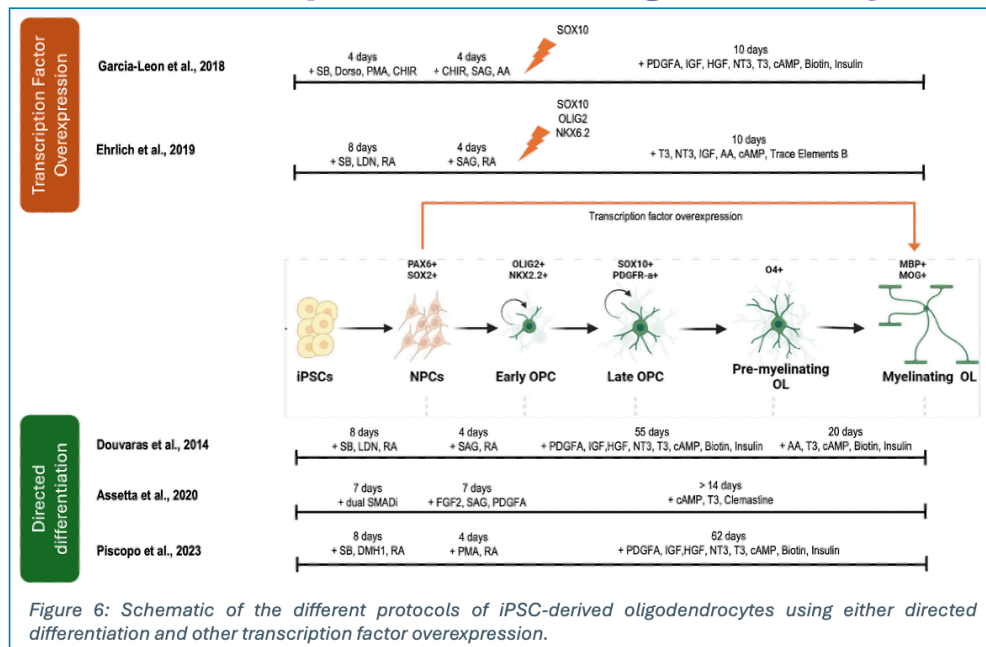 Transcription Factor
Overexpression
Garcia-Leon et al., 2018
4 days
+ SB, Dorso, PMA, CHIR
4 days
+ CHIR, SAG, AA
SOX10
10 days
+ PDGFA, IGF, HGF, NT3, T3, cAMP, Biotin, Insulin
Ehrlich et al., 2019
8 days
+ SB, LDN, RA
4 days
+ SAG, RA
SOX10
OLIG2
NKX6.2
10 days
+ T3, NT3, IGF, AA, cAMP, Trace Elements B
Transcription factor overexpression
PAX6+
SOX2+
OLIG2+
NKX2.2+
SOX10+
PDGFR-a+
O4+
MBP+
MOG+
iPSCs
NPCs
Early OPC
Late OPC
Pre-myelinating
OL
Myelinating OL
Directed
differentiation
Douvaras et al., 2014
8 days
+ SB, LDN, RA
4 days
+ SAG, RA
55 days
+ PDGFA, IGF,HGF, NT3, T3, cAMP, Biotin, Insulin
20 days
+ AA, T3, cAMP, Biotin, Insulin
Assetta et al., 2020
7 days
+ dual SMADi
7 days
+ FGF2, SAG, PDGFA
> 14 days
+ cAMP, T3, Clemastine
Piscopo et al., 2023
8 days
+ SB, DMH1, RA
4 days
+ PMA, RA
62 days
+ PDGFA, IGF,HGF, NT3, T3, cAMP, Biotin, Insulin
Figure 6: Schematic of the different protocols of iPSC-derived oligodendrocytes using either directed
differentiation and other transcription factor overexpression.